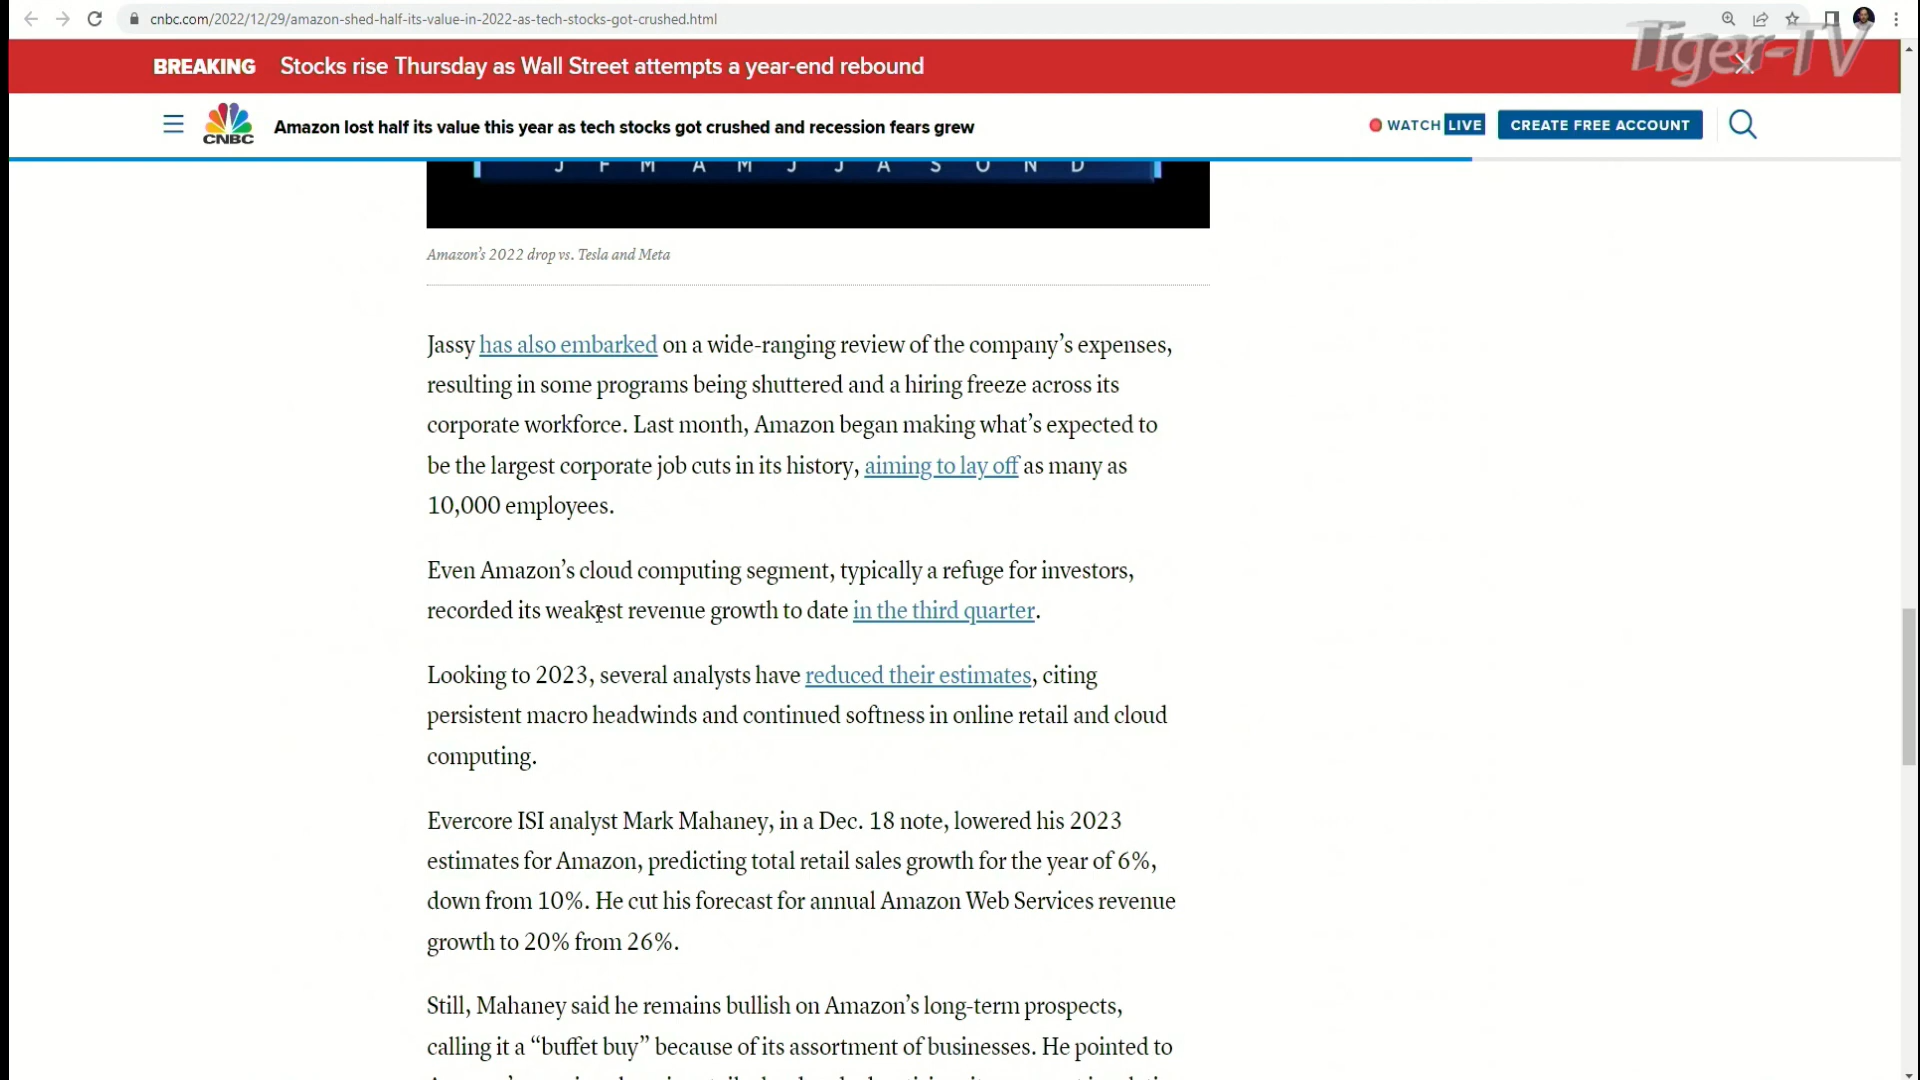 cnbc.com/2022/12/29/amazon-shed-half-its-value-in-2022-as-tech-stocks-got-crushed.html
Tiger-TV
BREAKING Stocks rise Thursday as Wall Street attempts a year-end rebound
CNBC
Amazon lost half its value this year as tech stocks got crushed and recession fears grew
WATCH LIVE
CREATE FREE ACCOUNT
J F M A M J J A S O N D
Amazon’s 2022 drop vs. Tesla and Meta
Jassy has also embarked on a wide-ranging review of the company’s expenses,
resulting in some programs being shuttered and a hiring freeze across its
corporate workforce. Last month, Amazon began making what’s expected to
be the largest corporate job cuts in its history, aiming to lay off as many as
10,000 employees.
Even Amazon’s cloud computing segment, typically a refuge for investors,
recorded its weakest revenue growth to date in the third quarter.
Looking to 2023, several analysts have reduced their estimates, citing
persistent macro headwinds and continued softness in online retail and cloud
computing.
Evercore ISI analyst Mark Mahaney, in a Dec. 18 note, lowered his 2023
estimates for Amazon, predicting total retail sales growth for the year of 6%,
down from 10%. He cut his forecast for annual Amazon Web Services revenue
growth to 20% from 26%.
Still, Mahaney said he remains bullish on Amazon’s long-term prospects,
calling it a “buffet buy” because of its assortment of businesses. He pointed to